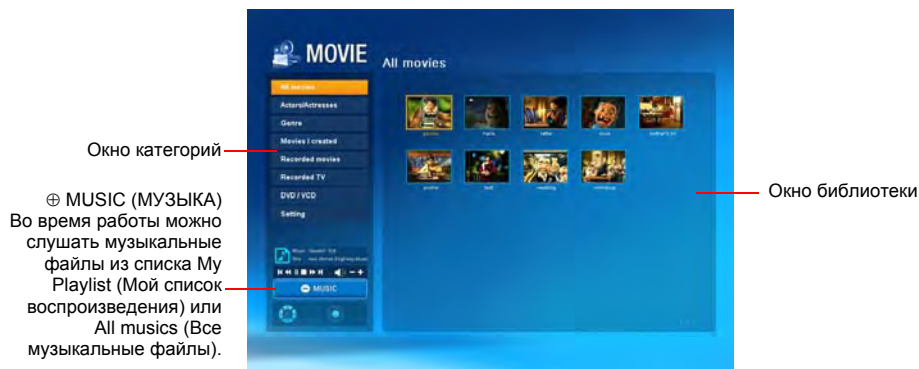 MOVIE
All movies
All movies
Actors/Actresses
Genre
Movies I created
Recorded movies
Recorded TV
DVD / VCD
Setting
MUSIC
Окно категорий
⊕ MUSIC (МУЗЫКА)
Во время работы можно
слушать музыкальные
файлы из списка My
Playlist (Мой список
воспроизведения) или
All musics (Все
музыкальные файлы).
Окно библиотеки